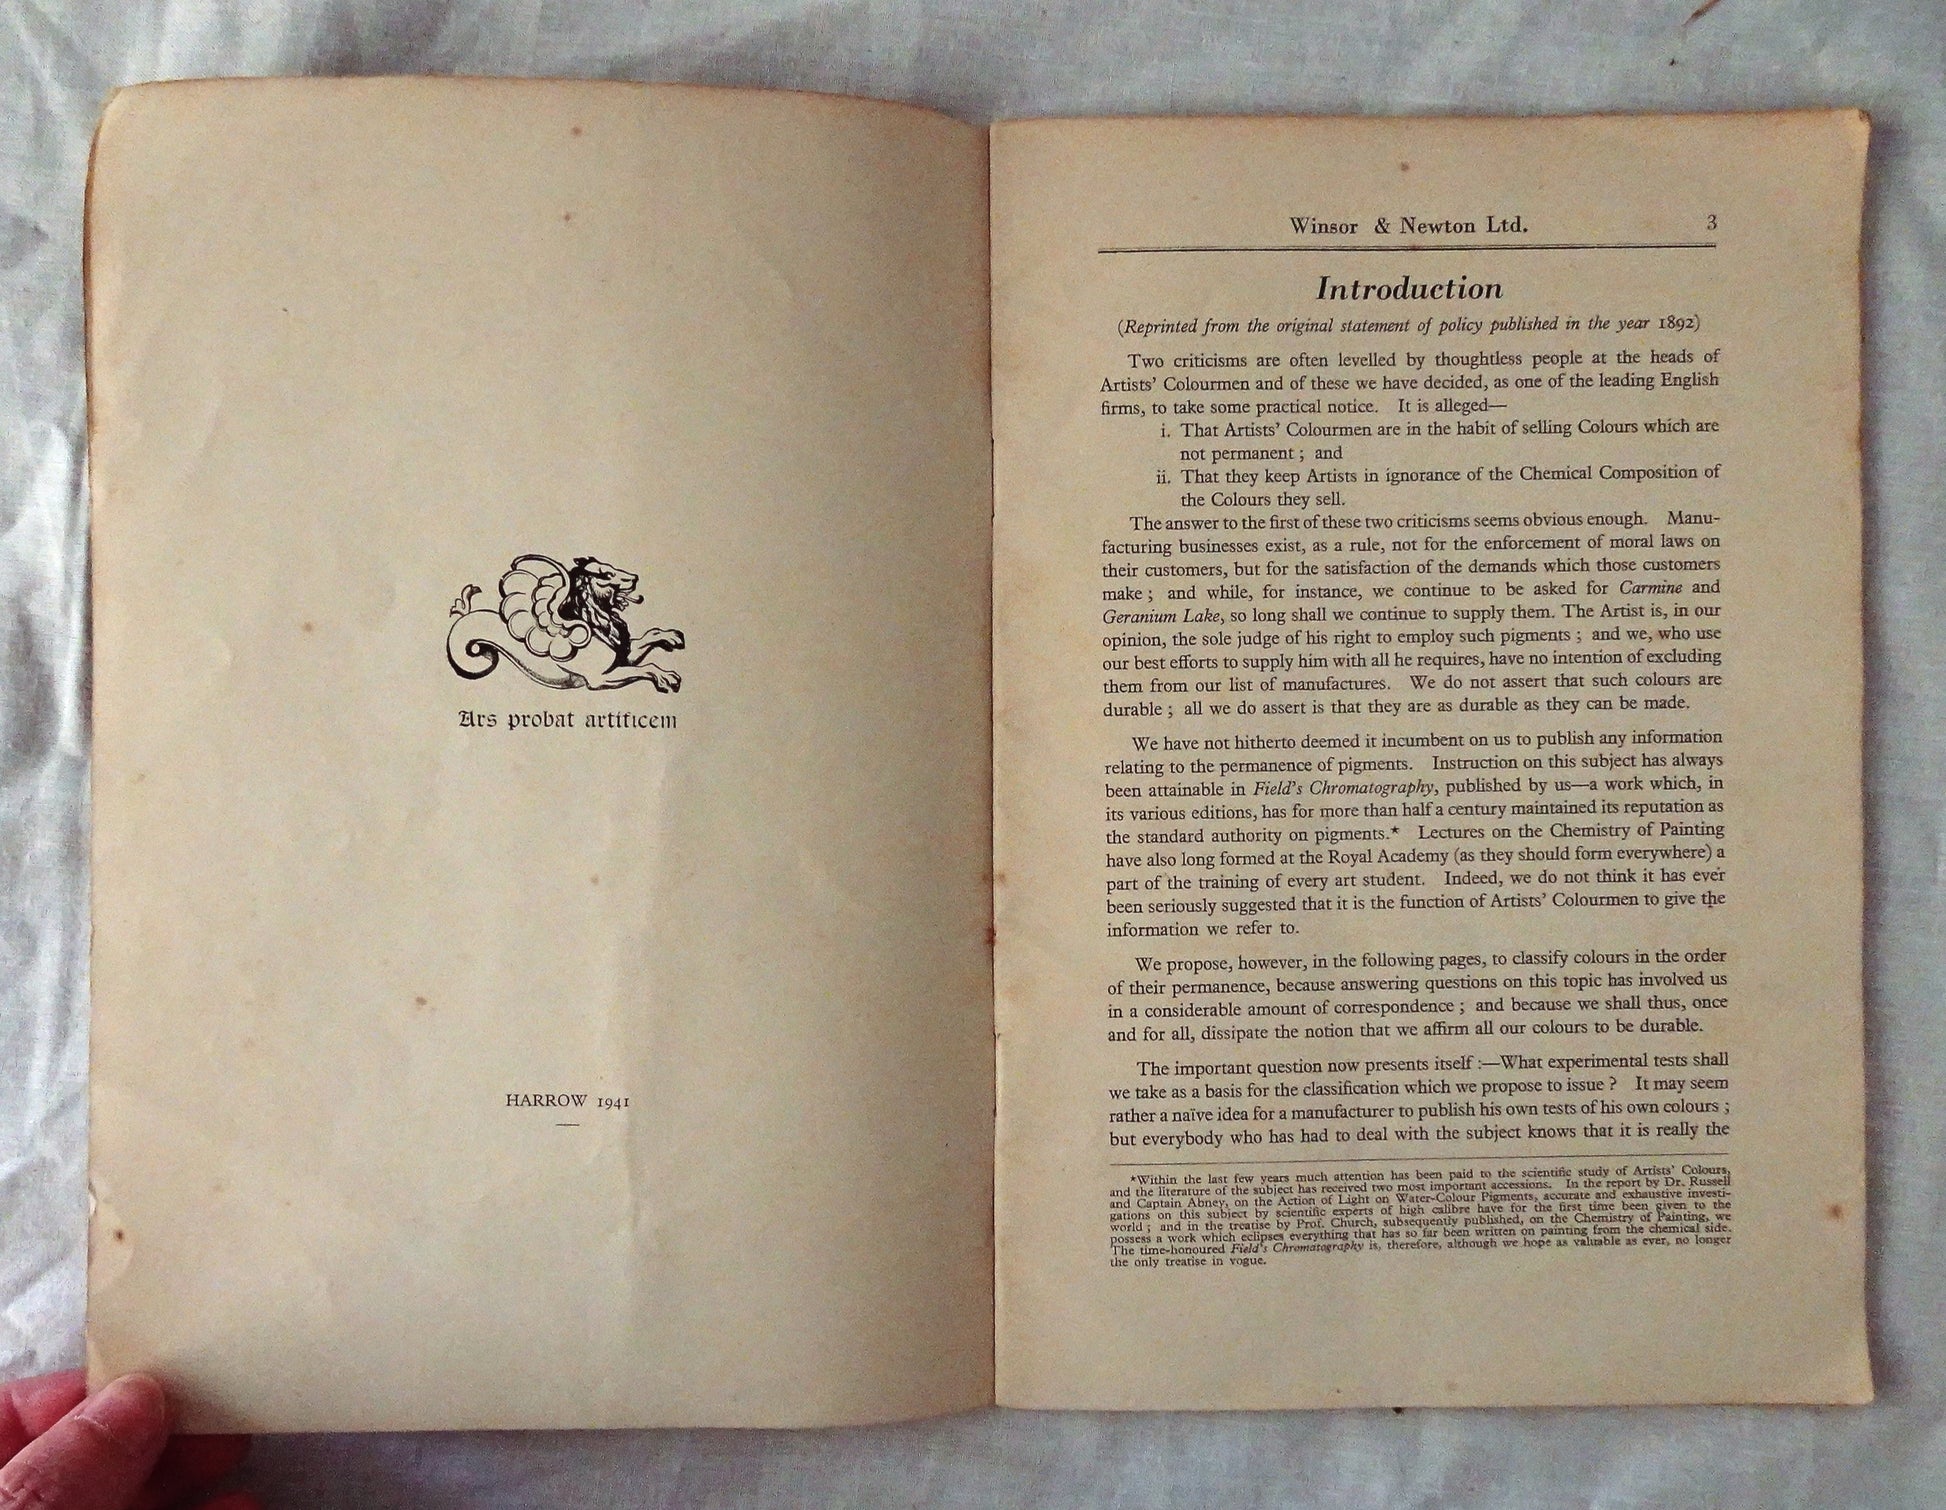 Ars probat artificem
HARROW 1941
Winsor & Newton Ltd. 3
Introduction
(Reprinted from the original statement of policy published in the year 1892)
Two criticisms are often levelled by thoughtless people at the heads of
Artists' Colourmen and of these we have decided, as one of the leading English
firms, to take some practical notice. It is alleged—
i. That Artists' Colourmen are in the habit of selling Colours which are
not permanent ; and
ii. That they keep Artists in ignorance of the Chemical Composition of
the Colours they sell.
The answer to the first of these two criticisms seems obvious enough. Manu-
facturing businesses exist, as a rule, not for the enforcement of moral laws on
their customers, but for the satisfaction of the demands which those customers
make ; and while, for instance, we continue to be asked for Carmine and
Geranium Lake, so long shall we continue to supply them. The Artist is, in our
opinion, the sole judge of his right to employ such pigments ; and we, who use
our best efforts to supply him with all he requires, have no intention of excluding
them from our list of manufactures. We do not assert that such colours are
durable ; all we do assert is that they are as durable as they can be made.
We have not hitherto deemed it incumbent on us to publish any information
relating to the permanence of pigments. Instruction on this subject has always
been attainable in Field's Chromatography, published by us—a work which, in
its various editions, has for more than half a century maintained its reputation as
the standard authority on pigments.* Lectures on the Chemistry of Painting
have also long formed at the Royal Academy (as they should form everywhere) a
part of the training of every art student. Indeed, we do not think it has ever
been seriously suggested that it is the function of Artists' Colourmen to give the
information we refer to.
We propose, however, in the following pages, to classify colours in the order
of their permanence, because answering questions on this topic has involved us
in a considerable amount of correspondence ; and because we shall thus, once
and for all, dissipate the notion that we affirm all our colours to be durable.
The important question now presents itself :—What experimental tests shall
we take as a basis for the classification which we propose to issue ? It may seem
rather a naïve idea for a manufacturer to publish his own tests of his own colours ;
but everybody who has had to deal with the subject knows that it is really the
*Within the last few years much attention has been paid to the scientific study of Artists' Colours,
and the literature of the subject has received two most important accessions. In the report by Dr. Russell
and Captain Abney, on the Action of Light on Water-Colour Pigments, accurate and exhaustive investi-
gations on this subject by scientific experts of high calibre have for the first time been given to the
world ; and in the treatise by Prof. Church, subsequently published, on the Chemistry of Painting, we
possess a work which eclipses everything that has so far been written on painting from the chemical side.
The time-honoured Field's Chromatography is, therefore, although we hope as valuable as ever, no longer
the only treatise in vogue.